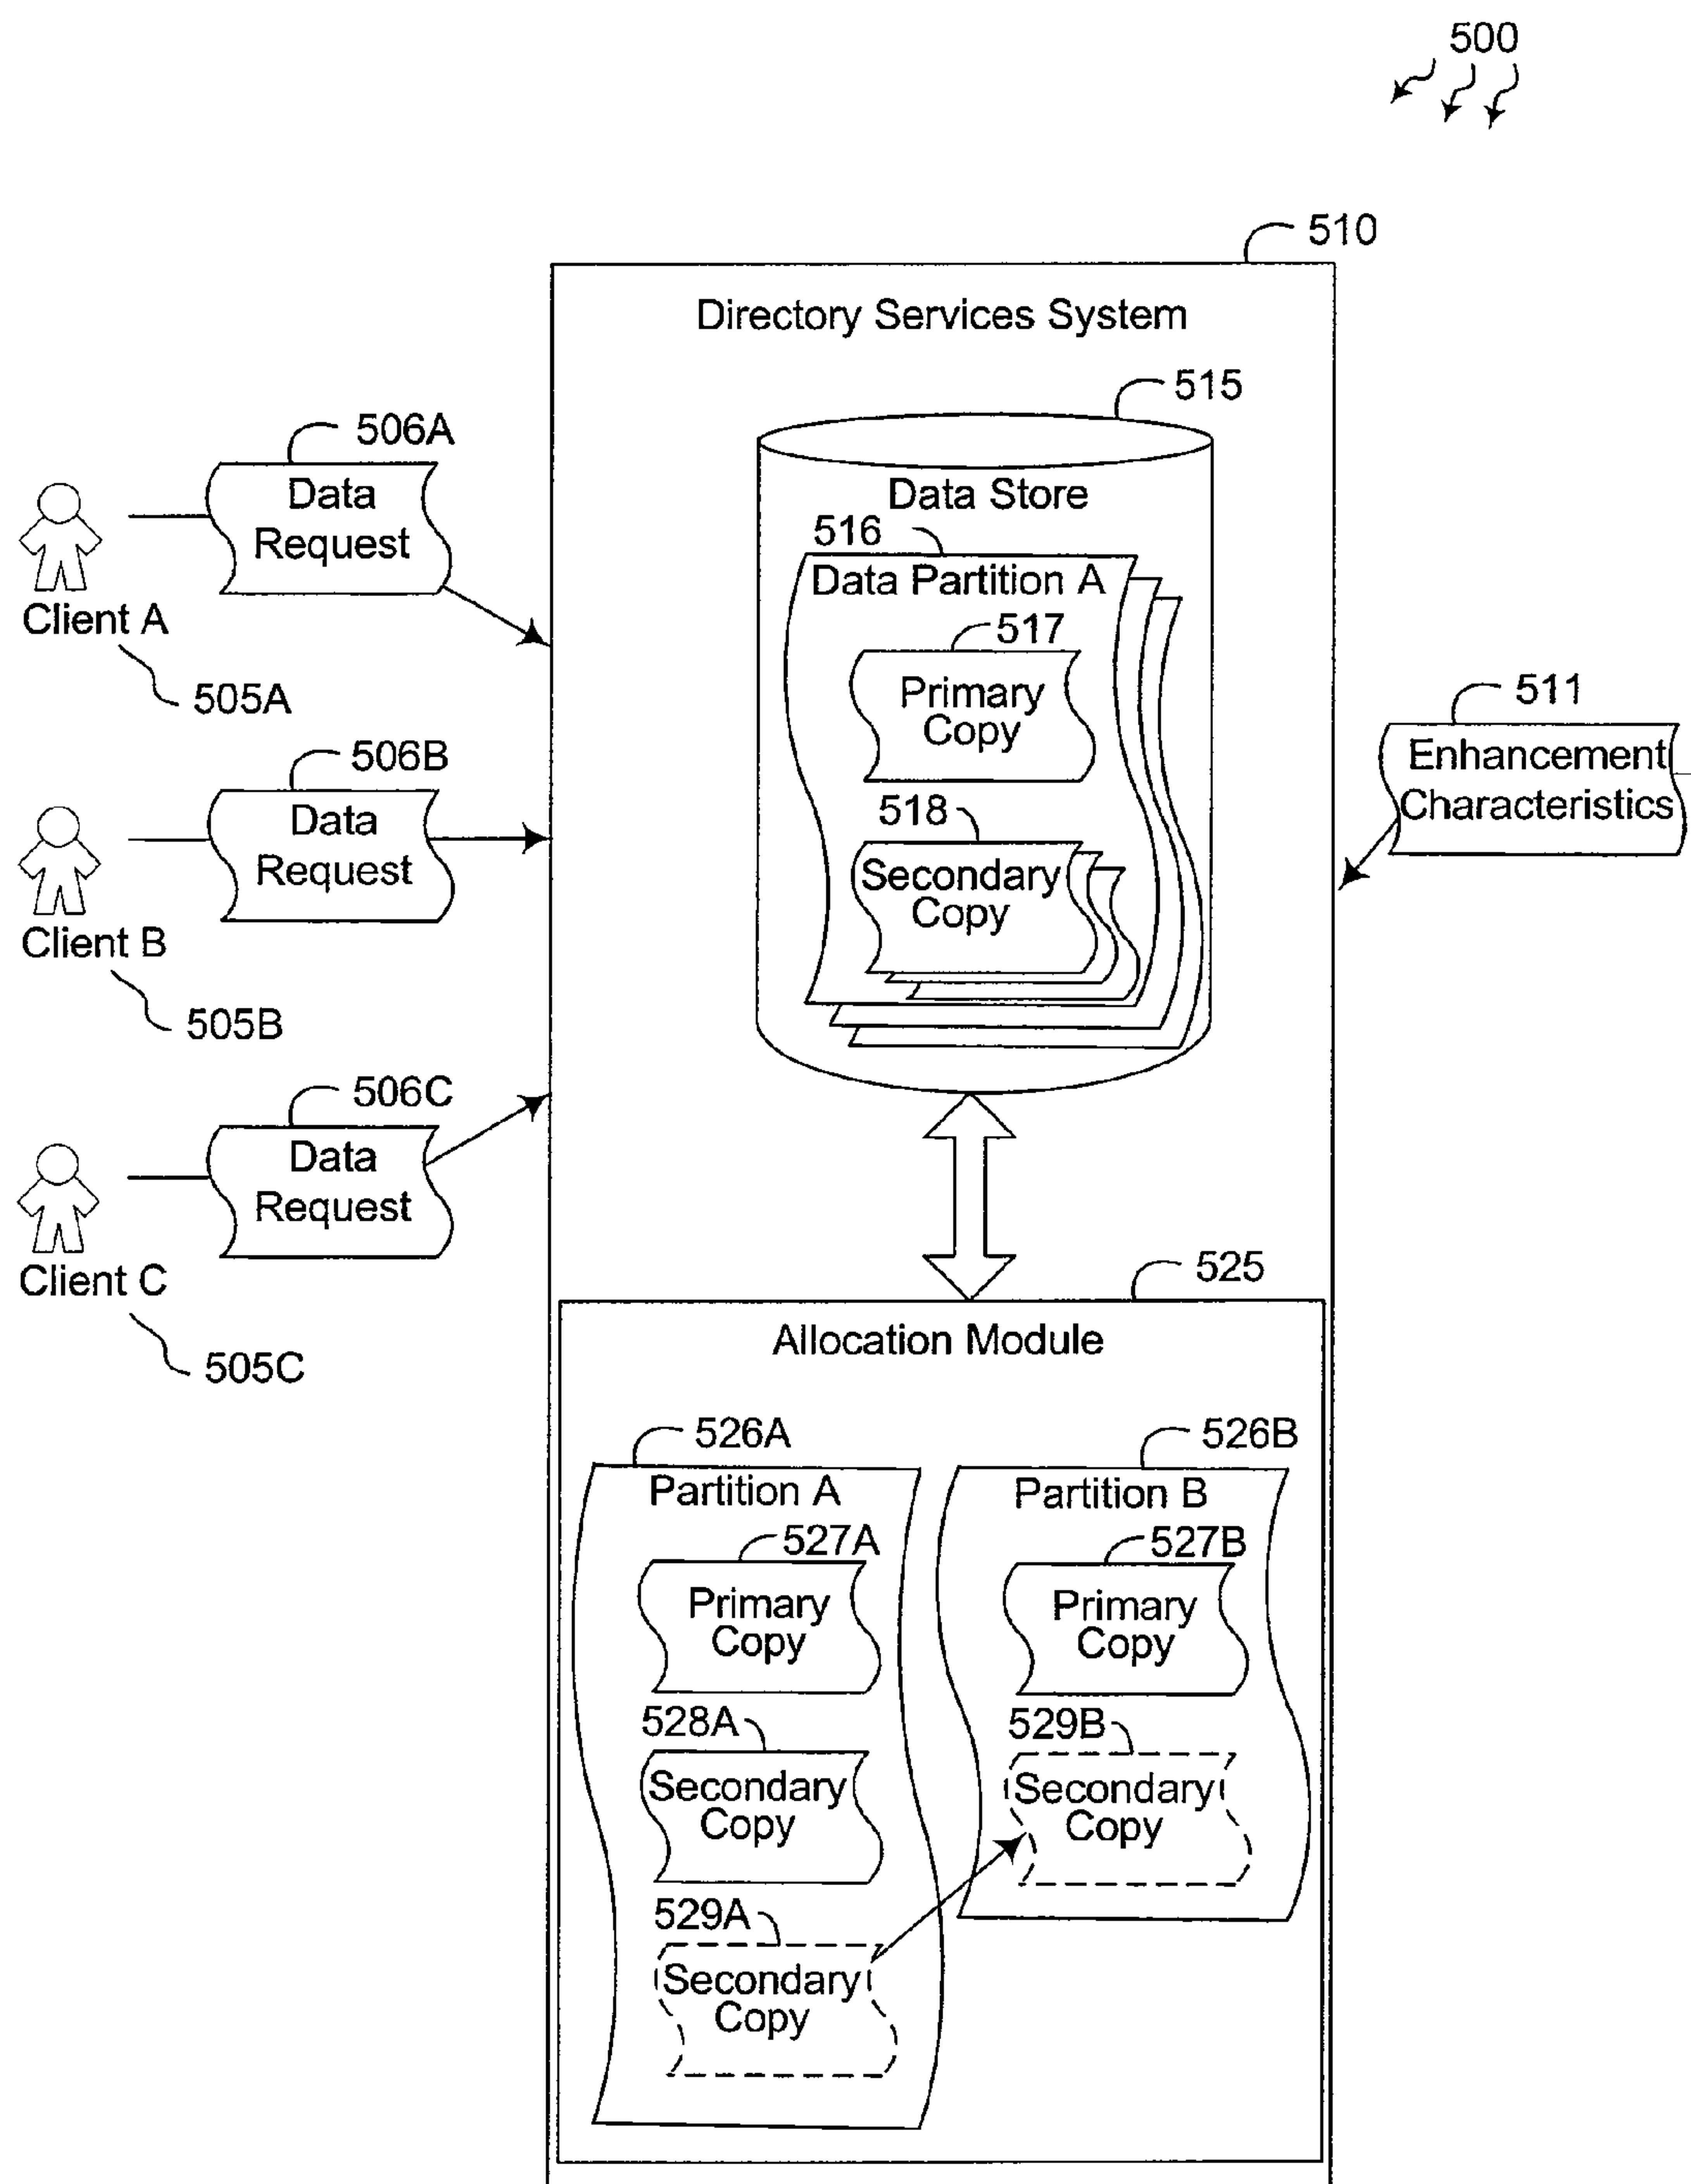 500
510
Directory Services System
515
Data Store
516
Data Partition A
517
Primary
Copy
518
Secondary
Copy
506A
Data
Request
Client A
505A
506B
Data
Request
Client B
505B
506C
Data
Request
Client C
505C
511
Enhancement
Characteristics
525
Allocation Module
526A
Partition A
527A
Primary
Copy
528A
Secondary
Copy
529A
Secondary
Copy
526B
Partition B
527B
Primary
Copy
529B
Secondary
Copy